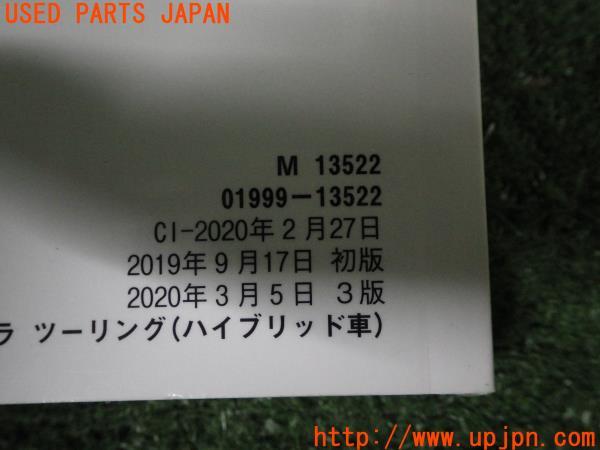 USED PARTS JAPAN
M 13522
01999-13522
CI-2020年2月27日
2019年9月17日 初版
2020年3月5日 3版
ラ ツーリング(ハイブリッド車)
http://www.upjpn.com